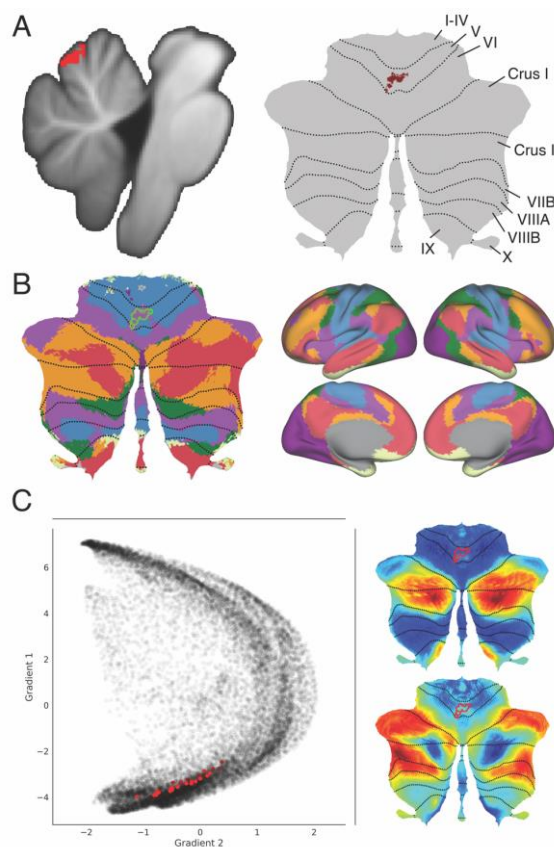 A
I-IV
V
VI
Crus I
Crus I
VIIB
VIIIA
VIIIB
IX
X
B
C
6
4
2
0
−2
−4
Gradient 1
−2
−1
0
1
2
Gradient 2